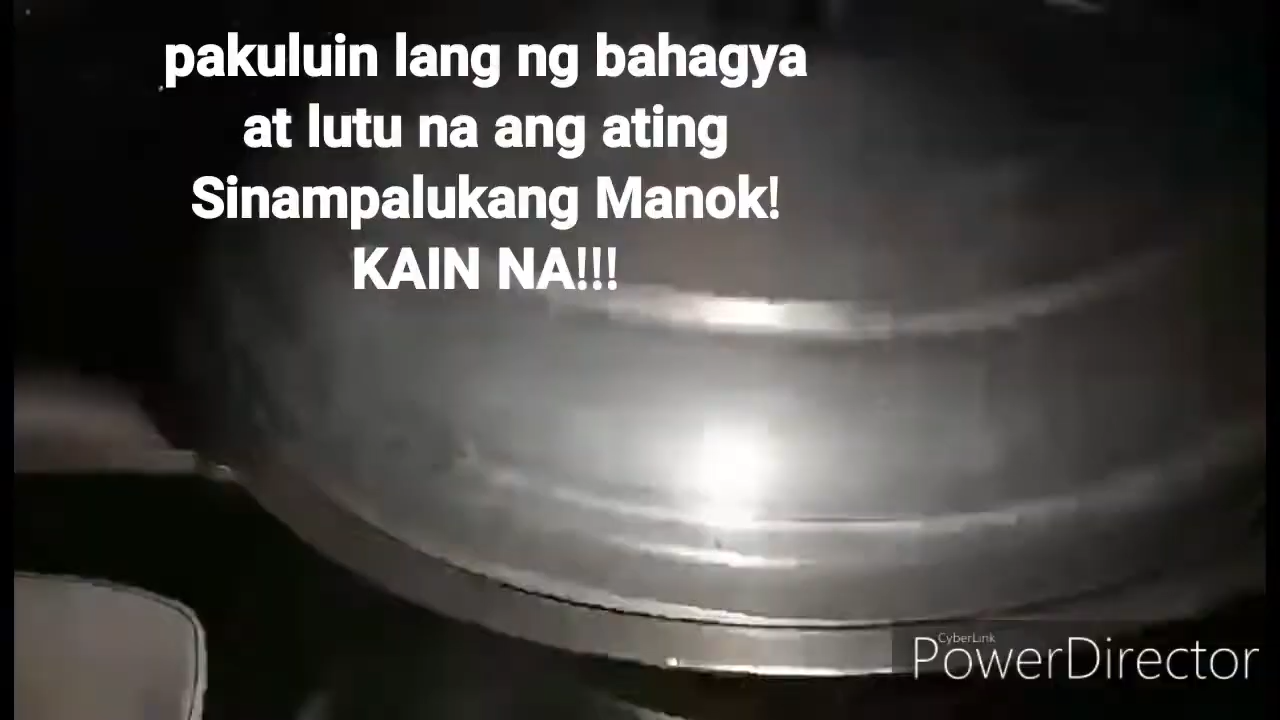 pakuluin lang ng bahagya
at lutu na ang ating
Sinampalukang Manok!
KAIN NA!!!
CyberLink
PowerDirector